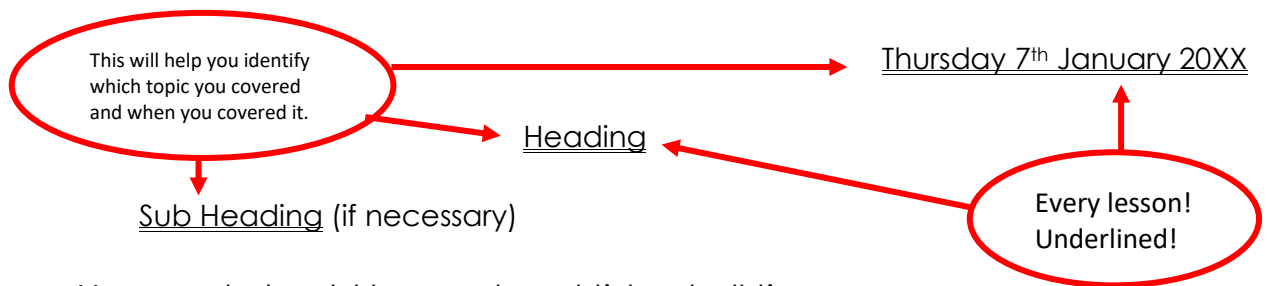 This will help you identify
which topic you covered
and when you covered it.
Thursday 7th January 20XX
Heading
Sub Heading (if necessary)
Every lesson!
Underlined!